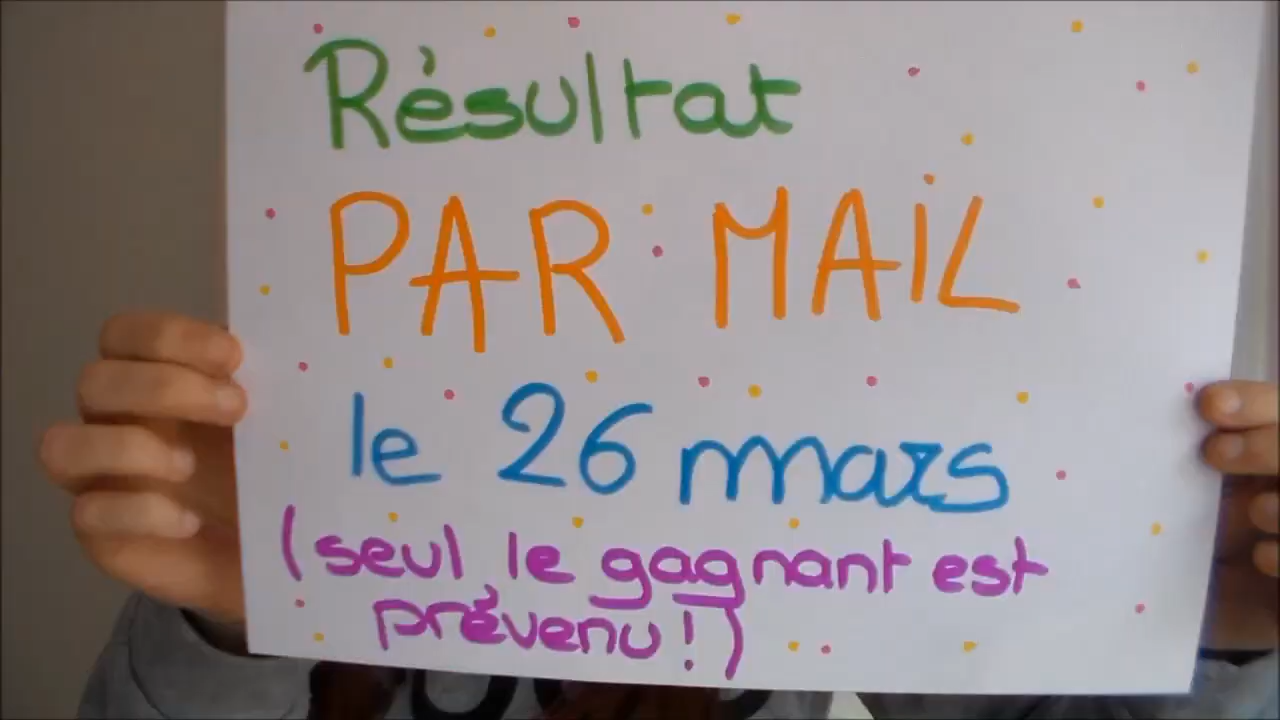 Résultat
PAR MAiL
le 26 mars
(seul le gagnant est
prévenu!)